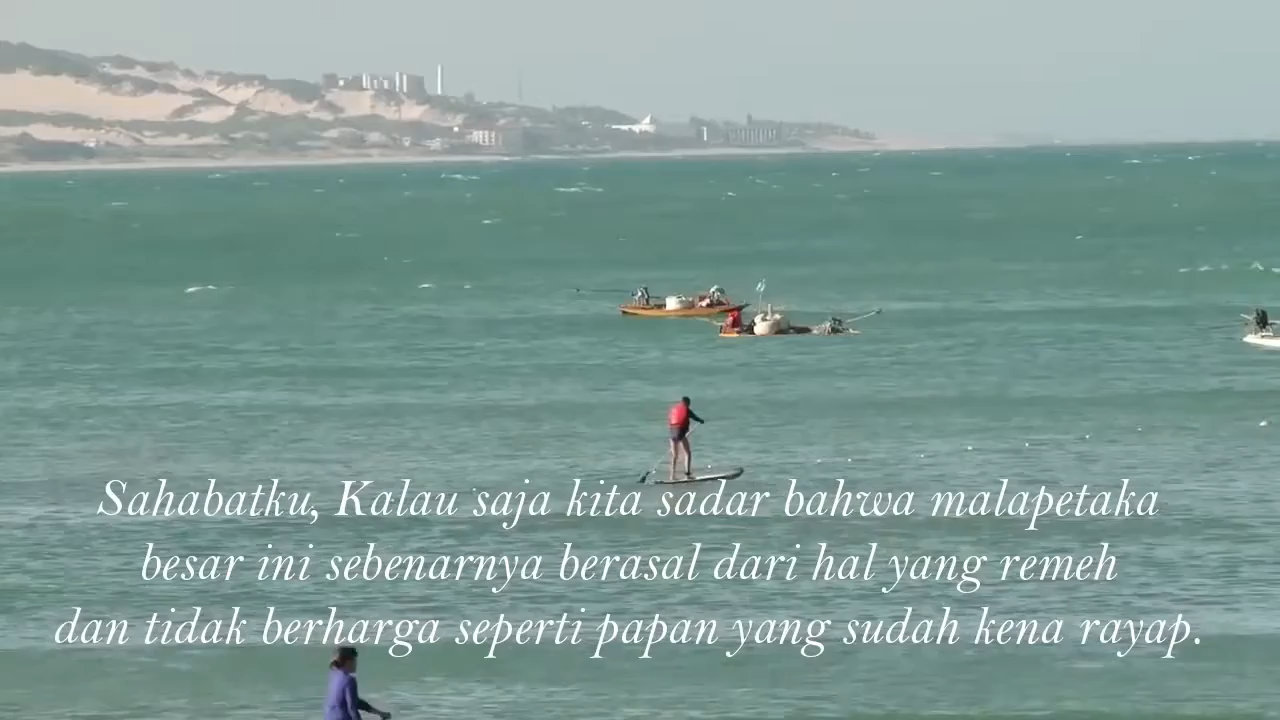 Sahabatku, Kalau saja kita sadar bahwa malapetaka
besar ini sebenarnya berasal dari hal yang remeh
dan tidak berharga seperti papan yang sudah kena rayap.